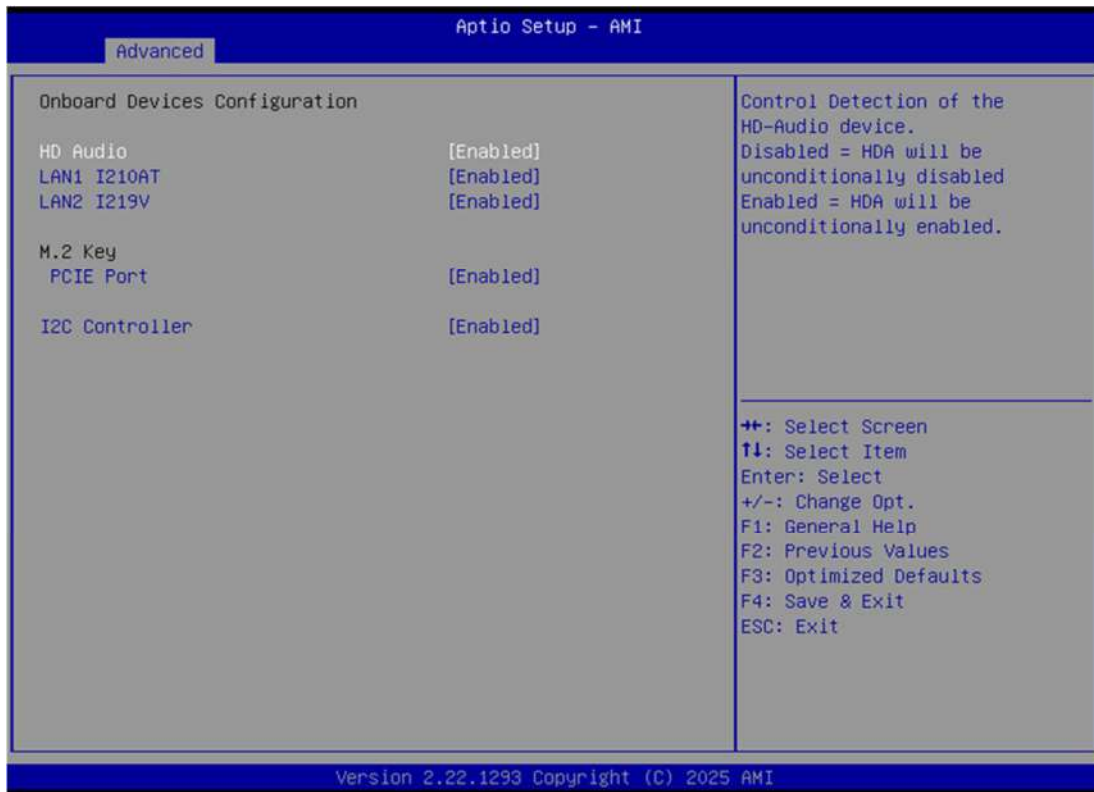 Aptio Setup - AMI
Advanced
Onboard Devices Configuration
HD Audio [Enabled]
LAN1 I210AT [Enabled]
LAN2 I219V [Enabled]
M.2 Key
PCIE Port [Enabled]
I2C Controller [Enabled]
Control Detection of the
HD-Audio device.
Disabled = HDA will be
unconditionally disabled
Enabled = HDA will be
unconditionally enabled.
→←: Select Screen
↑↓: Select Item
Enter: Select
+/-: Change Opt.
F1: General Help
F2: Previous Values
F3: Optimized Defaults
F4: Save & Exit
ESC: Exit
Version 2.22.1293 Copyright (C) 2025 AMI